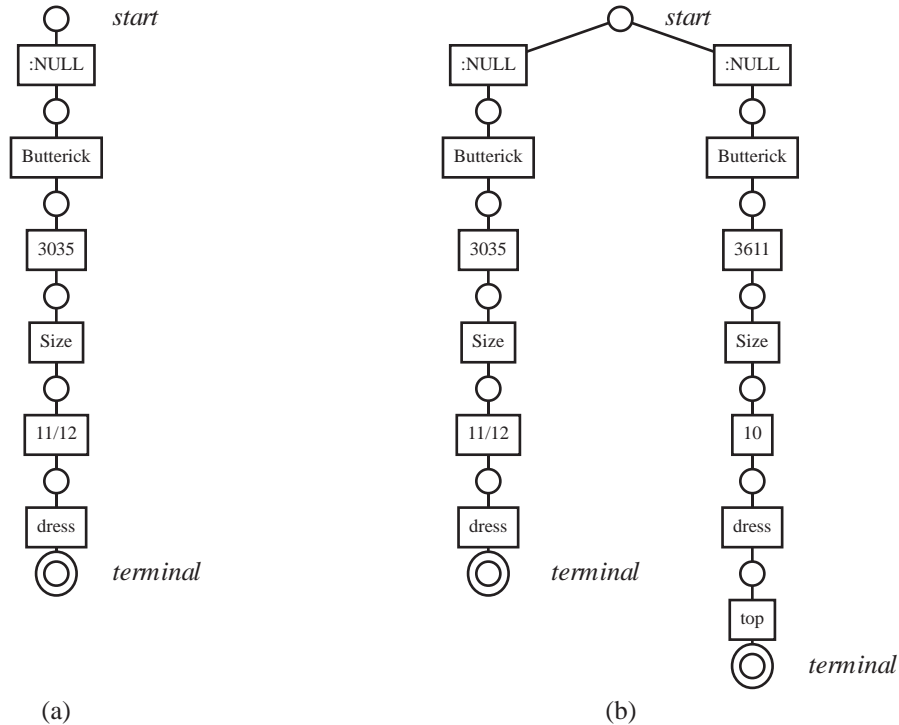 start
:NULL
Butterick
3035
Size
11/12
dress
terminal
(a)
start
:NULL
Butterick
3035
Size
11/12
dress
terminal
:NULL
Butterick
3611
Size
10
dress
top
terminal
(b)